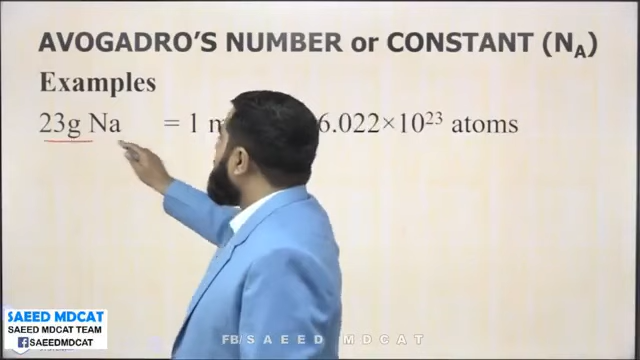 AVOGADRO'S NUMBER or CONSTANT (N_A)
Examples
23g Na = 1 6.022×10²³ atoms
SAEED MDCAT
SAEED MDCAT TEAM
f SAEEDMDCAT
FB/SAEED MDCAT